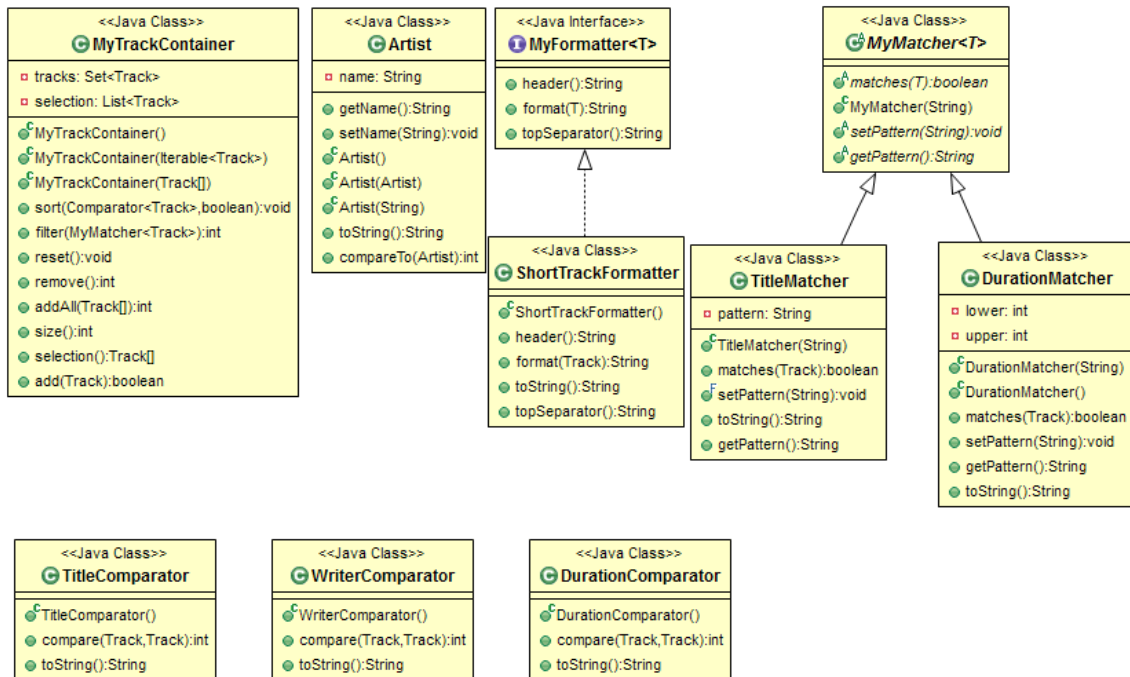 <<Java Class>>
MyTrackContainer
tracks: Set<Track>
selection: List<Track>
MyTrackContainer()
MyTrackContainer(Iterable<Track>)
MyTrackContainer(Track[])
sort(Comparator<Track>,boolean):void
filter(MyMatcher<Track>):int
reset():void
remove():int
addAll(Track[]):int
size():int
selection():Track[]
add(Track):boolean
<<Java Class>>
Artist
name: String
getName():String
setName(String):void
Artist()
Artist(Artist)
Artist(String)
toString():String
compareTo(Artist):int
<<Java Interface>>
MyFormatter<T>
header():String
format(T):String
topSeparator():String
<<Java Class>>
MyMatcher<T>
matches(T):boolean
MyMatcher(String)
setPattern(String):void
getPattern():String
<<Java Class>>
ShortTrackFormatter
ShortTrackFormatter()
header():String
format(Track):String
toString():String
topSeparator():String
<<Java Class>>
TitleMatcher
pattern: String
TitleMatcher(String)
matches(Track):boolean
setPattern(String):void
toString():String
getPattern():String
<<Java Class>>
DurationMatcher
lower: int
upper: int
DurationMatcher(String)
DurationMatcher()
matches(Track):boolean
setPattern(String):void
getPattern():String
toString():String
<<Java Class>>
TitleComparator
TitleComparator()
compare(Track,Track):int
toString():String
<<Java Class>>
WriterComparator
WriterComparator()
compare(Track,Track):int
toString():String
<<Java Class>>
DurationComparator
DurationComparator()
compare(Track,Track):int
toString():String